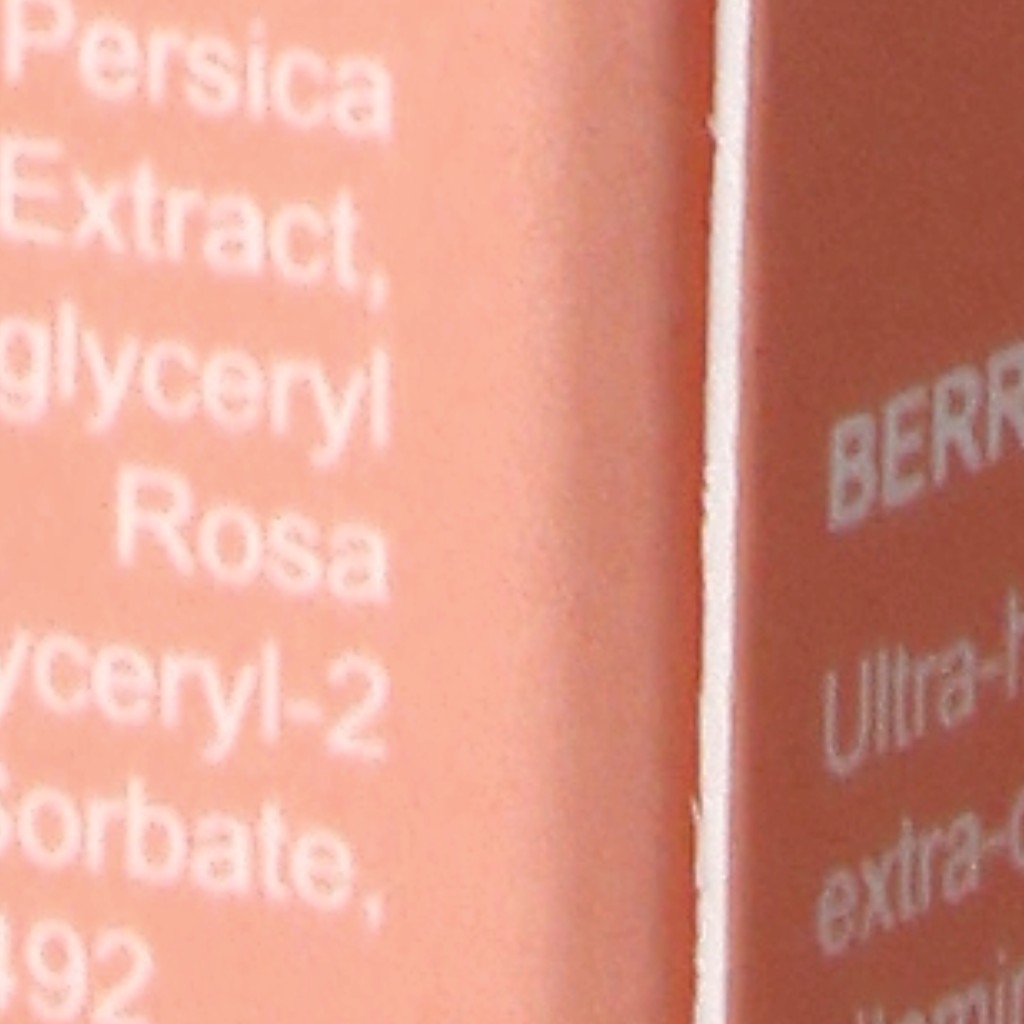 Persica
Extract,
glyceryl
Rosa
yceryl-2
Sorbate,
492
BERR
Ultra-h
extra-